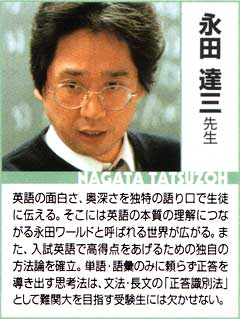 永田 達三 先生
NAGATA TATSUZOH
英語の面白さ、奥深さを独特の語り口で生徒
に伝える。そこには英語の本質の理解につな
がる永田ワールドと呼ばれる世界が広がる。ま
た、入試英語で高得点をあげるための独自の
方法論を確立。単語・語彙のみに頼らず正答を
導き出す思考法は、文法・長文の「正答識別法」
として難関大を目指す受験生には欠かせない。